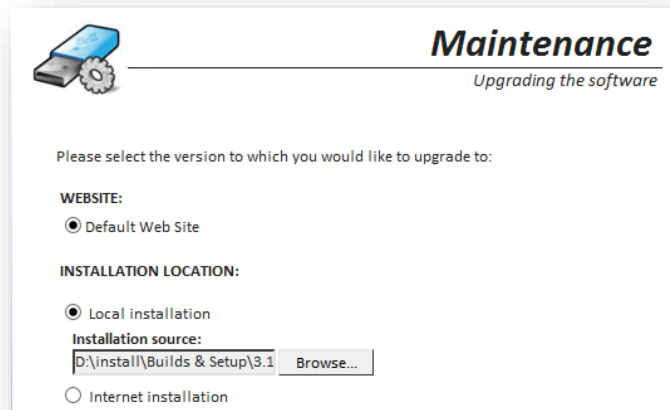 Maintenance
Upgrading the software
Please select the version to which you would like to upgrade to:
WEBSITE:
Default Web Site
INSTALLATION LOCATION:
Local installation
Installation source:
D:\install\Builds & Setup\3.1 Browse...
Internet installation